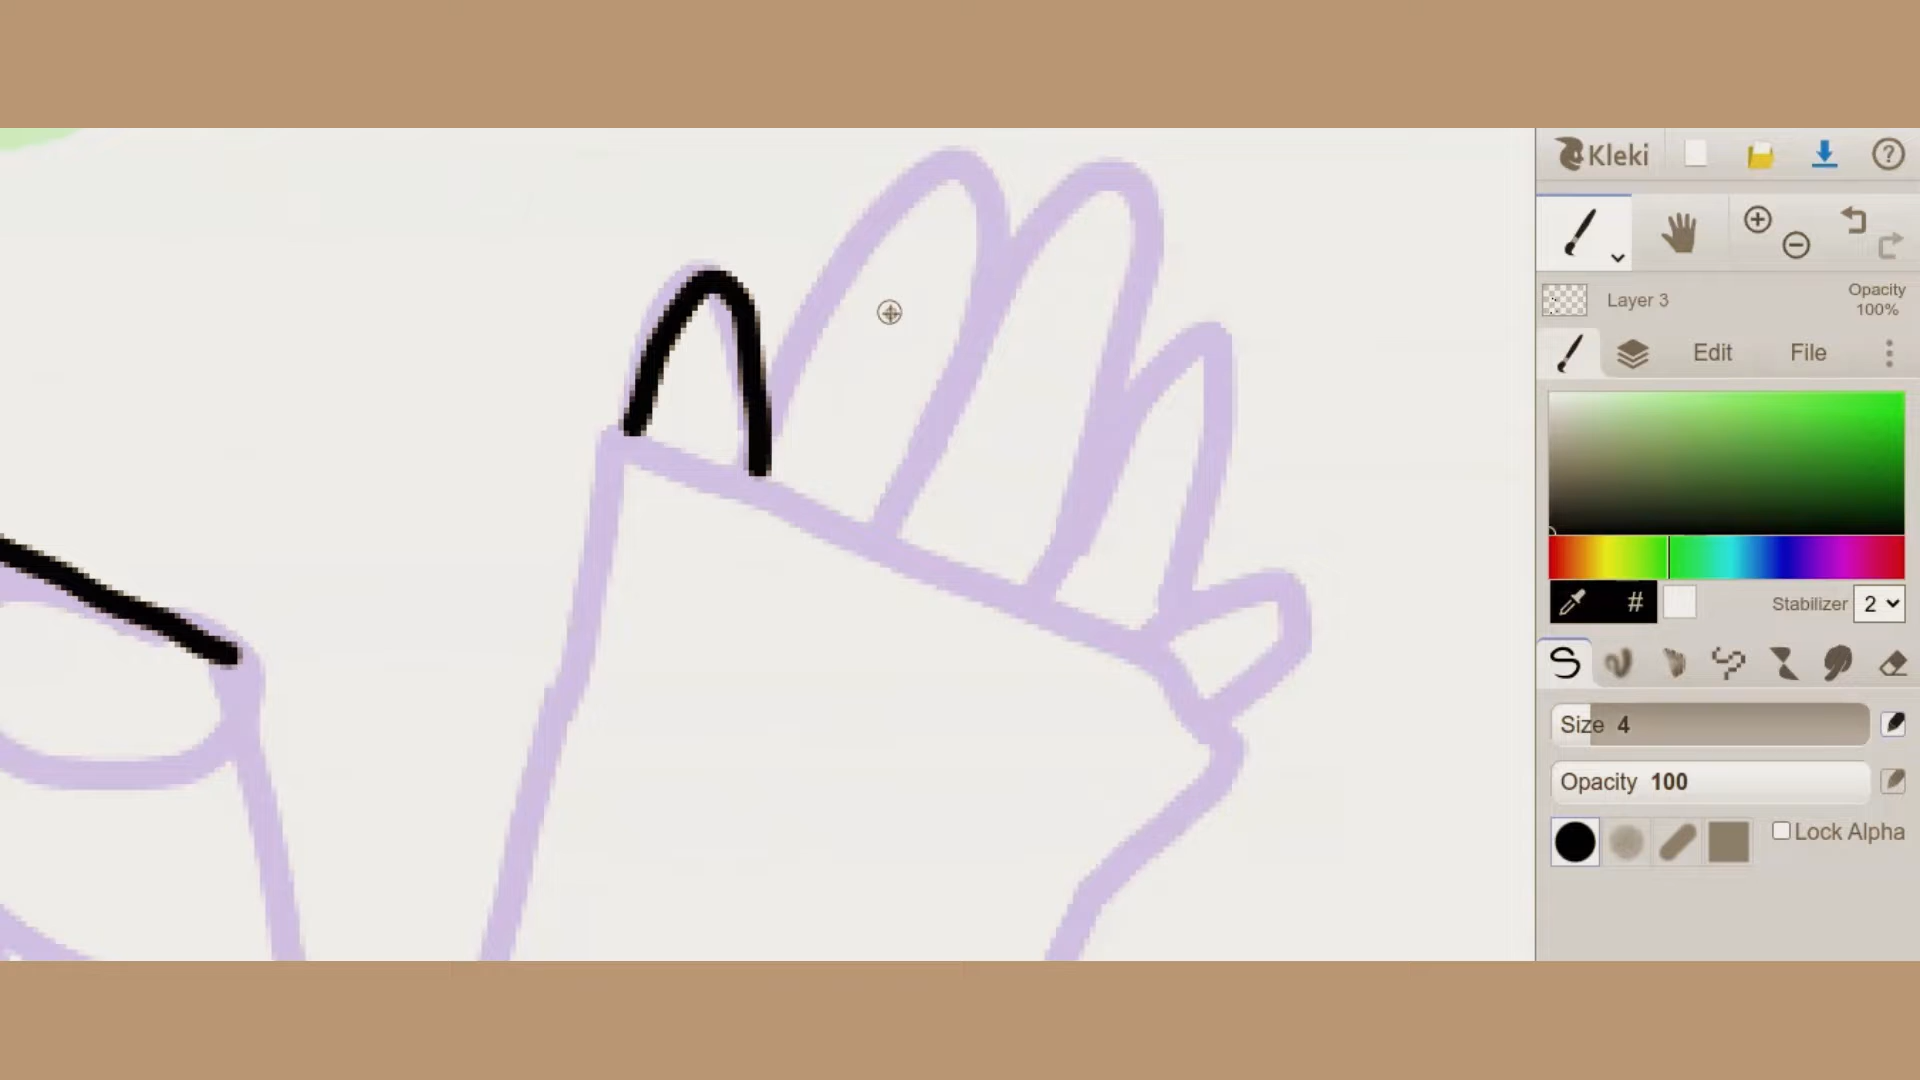 Kleki
Layer 3
Opacity
100%
Edit
File
#
Stabilizer 2
Size 4
Opacity 100
Lock Alpha